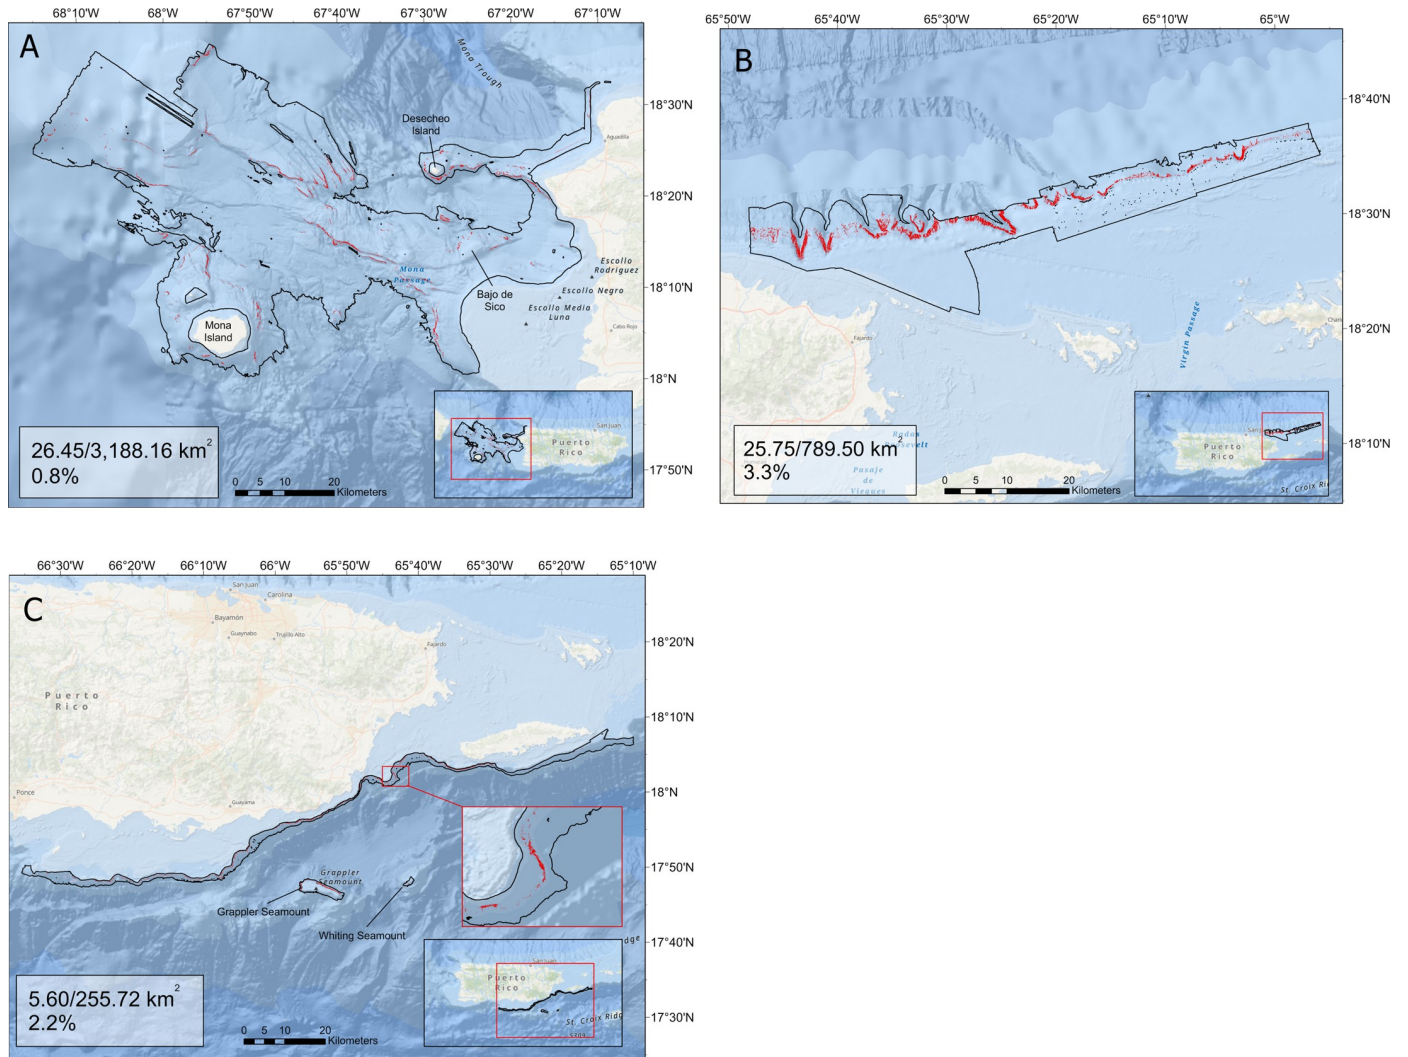 68°10'W 67°50'W 67°40'W 67°30'W 67°20'W 67°10'W
A
Mona Trough
Desecheo
Island
Aguadilla
18°30'N
18°20'N
Mona
Passage
Bajo de
Sico
Escollo
Rodriguez
Escollo Negro
Escollo Media
Luna
Cabo Rojo
18°10'N
Mona
Island
18°N
17°50'N
26.45/3,188.16 km2
0.8%
0 5 10 20
Kilometers
San Juan
Puerto
Rico
65°50'W 65°40'W 65°30'W 65°20'W 65°10'W 65°W
B
18°40'N
18°30'N
18°20'N
18°10'N
Fajardo
Virgin Passage
Pasaje
de
Vieques
25.75/789.50 km2
3.3%
0 5 10 20
Kilometers
Puerto
Rico
66°30'W 66°20'W 66°10'W 66°W 65°50'W 65°40'W 65°30'W 65°20'W 65°10'W
C
San Juan
Carolina
Bayamón
Guaynabo
Trujillo Alto
Fajardo
Puerto
Rico
Ponce
Guayama
18°20'N
18°10'N
18°N
17°50'N
17°40'N
17°30'N
Grappler
Seamount
Grappler Seamount
Whiting Seamount
5.60/255.72 km2
2.2%
0 5 10 20
Kilometers
San Juan
Puerto
Rico